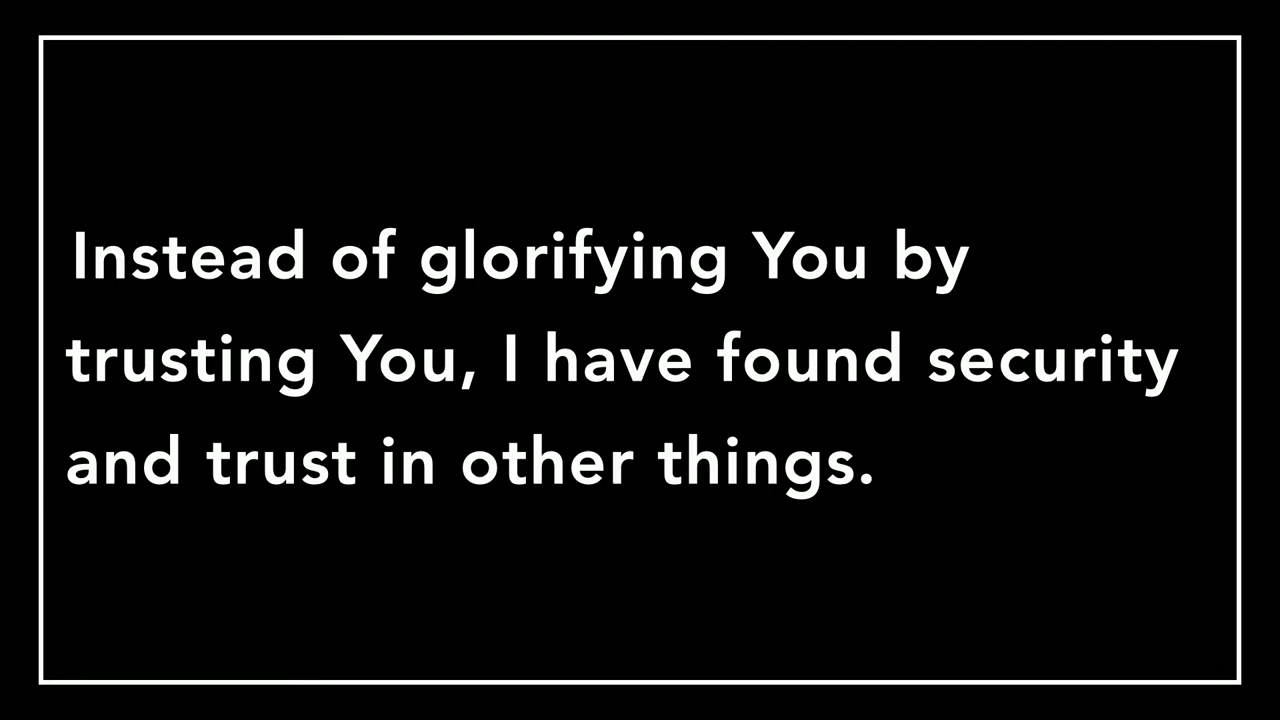 Instead of glorifying You by
trusting You, I have found security
and trust in other things.